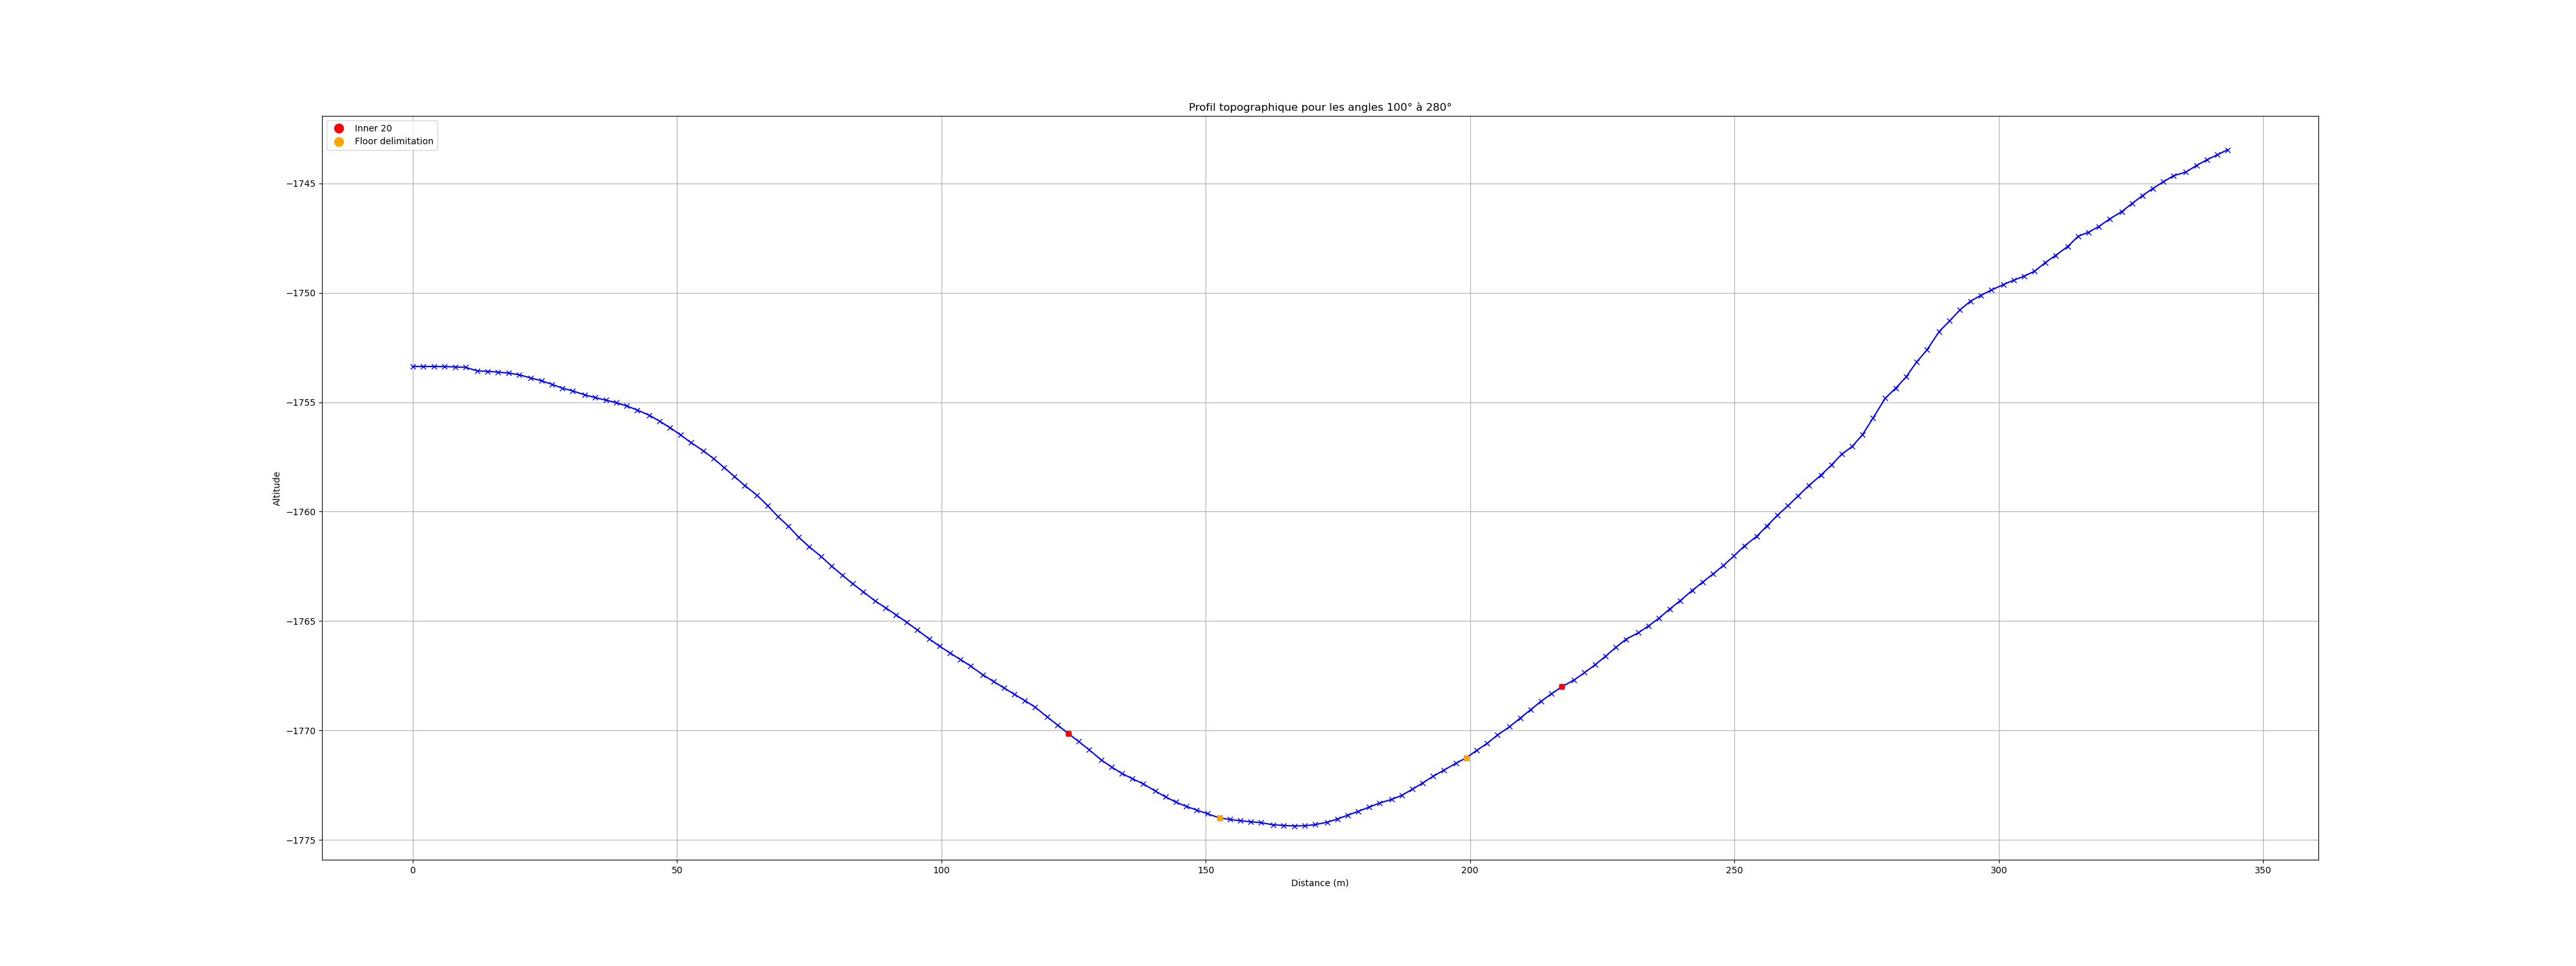 Profil topographique pour les angles 100° à 280°
Inner 20
Floor delimitation
−1745
−1750
−1755
−1760
−1765
−1770
−1775
Altitude
0 50 100 150 200 250 300 350
Distance (m)